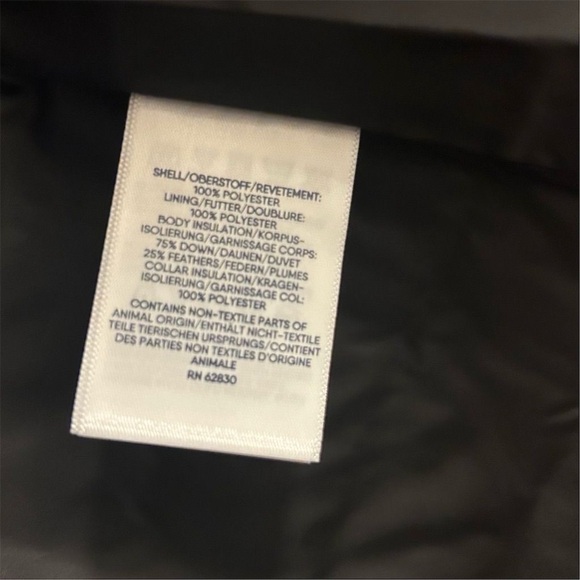 SHELL/OBERSTOFF/REVETEMENT:
100% POLYESTER
LINING/FUTTER/DOUBLURE:
100% POLYESTER
BODY INSULATION/KORPUS-
ISOLIERUNG/GARNISSAGE CORPS:
75% DOWN/DAUNEN/DUVET
25% FEATHERS/FEDERN/PLUMES
COLLAR INSULATION/KRAGEN-
ISOLIERUNG/GARNISSAGE COL:
100% POLYESTER
CONTAINS NON-TEXTILE PARTS OF
ANIMAL ORIGIN/ENTHÄLT NICHT-TEXTILE
TEILE TIERISCHEN URSPRUNGS/CONTIENT
DES PARTIES NON TEXTILES D'ORIGINE
ANIMALE
RN 62830